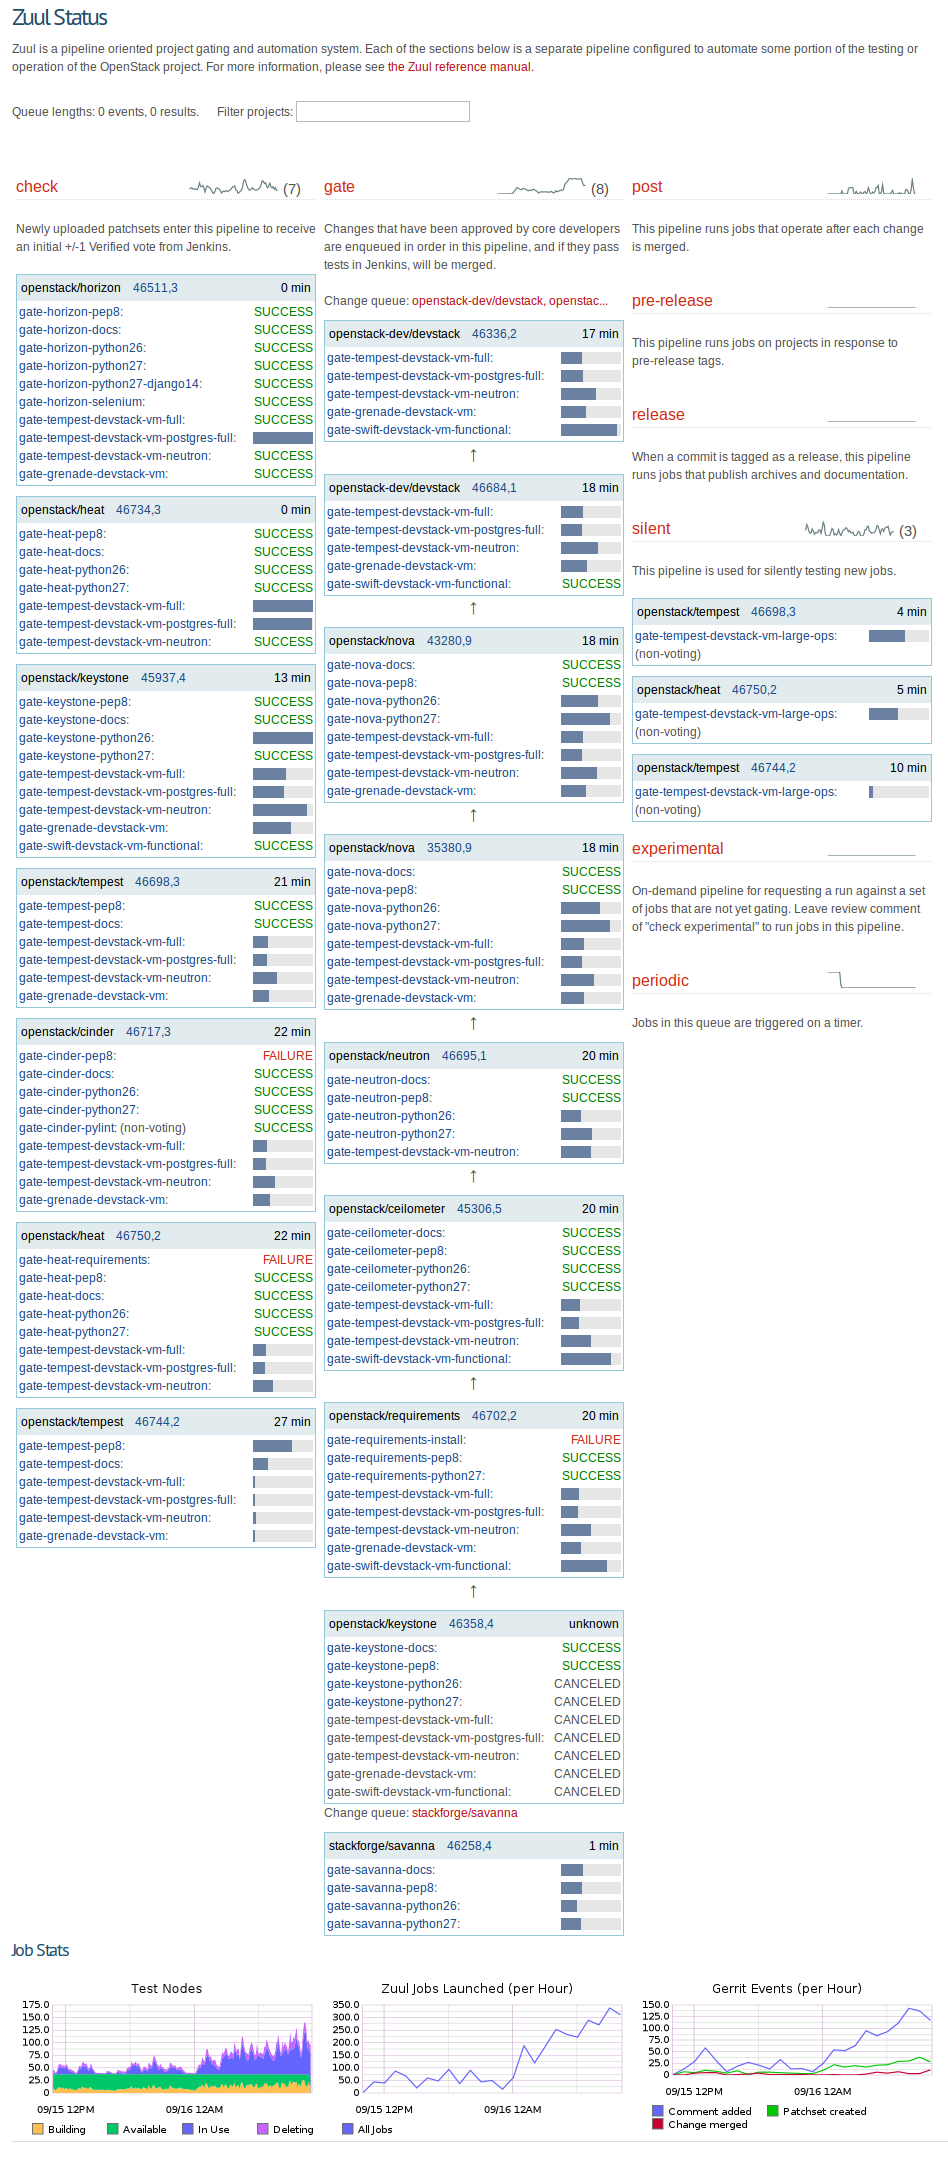 Zuul Status
Zuul is a pipeline oriented project gating and automation system. Each of the sections below is a separate pipeline configured to automate some portion of the testing or
operation of the OpenStack project. For more information, please see the Zuul reference manual.
Queue lengths: 0 events, 0 results. Filter projects:
check (7)
Newly uploaded patchsets enter this pipeline to receive
an initial +/-1 Verified vote from Jenkins.
openstack/horizon 46511,3 0 min
gate-horizon-pep8: SUCCESS
gate-horizon-docs: SUCCESS
gate-horizon-python26: SUCCESS
gate-horizon-python27: SUCCESS
gate-horizon-python27-django14: SUCCESS
gate-horizon-selenium: SUCCESS
gate-tempest-devstack-vm-full: SUCCESS
gate-tempest-devstack-vm-postgres-full:
gate-tempest-devstack-vm-neutron: SUCCESS
gate-grenade-devstack-vm: SUCCESS
openstack/heat 46734,3 0 min
gate-heat-pep8: SUCCESS
gate-heat-docs: SUCCESS
gate-heat-python26: SUCCESS
gate-heat-python27: SUCCESS
gate-tempest-devstack-vm-full:
gate-tempest-devstack-vm-postgres-full:
gate-tempest-devstack-vm-neutron: SUCCESS
openstack/keystone 45937,4 13 min
gate-keystone-pep8: SUCCESS
gate-keystone-docs: SUCCESS
gate-keystone-python26:
gate-keystone-python27: SUCCESS
gate-tempest-devstack-vm-full:
gate-tempest-devstack-vm-postgres-full:
gate-tempest-devstack-vm-neutron:
gate-grenade-devstack-vm:
gate-swift-devstack-vm-functional: SUCCESS
openstack/tempest 46698,3 21 min
gate-tempest-pep8: SUCCESS
gate-tempest-docs: SUCCESS
gate-tempest-devstack-vm-full:
gate-tempest-devstack-vm-postgres-full:
gate-tempest-devstack-vm-neutron:
gate-grenade-devstack-vm:
openstack/cinder 46717,3 22 min
gate-cinder-pep8: FAILURE
gate-cinder-docs: SUCCESS
gate-cinder-python26: SUCCESS
gate-cinder-python27: SUCCESS
gate-cinder-pylint: (non-voting) SUCCESS
gate-tempest-devstack-vm-full:
gate-tempest-devstack-vm-postgres-full:
gate-tempest-devstack-vm-neutron:
gate-grenade-devstack-vm:
openstack/heat 46750,2 22 min
gate-heat-requirements: FAILURE
gate-heat-pep8: SUCCESS
gate-heat-docs: SUCCESS
gate-heat-python26: SUCCESS
gate-heat-python27: SUCCESS
gate-tempest-devstack-vm-full:
gate-tempest-devstack-vm-postgres-full:
gate-tempest-devstack-vm-neutron:
openstack/tempest 46744,2 27 min
gate-tempest-pep8:
gate-tempest-docs:
gate-tempest-devstack-vm-full:
gate-tempest-devstack-vm-postgres-full:
gate-tempest-devstack-vm-neutron:
gate-grenade-devstack-vm:
gate (8)
Changes that have been approved by core developers
are enqueued in order in this pipeline, and if they pass
tests in Jenkins, will be merged.
Change queue: openstack-dev/devstack, openstac...
openstack-dev/devstack 46336,2 17 min
gate-tempest-devstack-vm-full:
gate-tempest-devstack-vm-postgres-full:
gate-tempest-devstack-vm-neutron:
gate-grenade-devstack-vm:
gate-swift-devstack-vm-functional:
↑
openstack-dev/devstack 46684,1 18 min
gate-tempest-devstack-vm-full:
gate-tempest-devstack-vm-postgres-full:
gate-tempest-devstack-vm-neutron:
gate-grenade-devstack-vm:
gate-swift-devstack-vm-functional: SUCCESS
↑
openstack/nova 43280,9 18 min
gate-nova-docs: SUCCESS
gate-nova-pep8: SUCCESS
gate-nova-python26:
gate-nova-python27:
gate-tempest-devstack-vm-full:
gate-tempest-devstack-vm-postgres-full:
gate-tempest-devstack-vm-neutron:
gate-grenade-devstack-vm:
↑
openstack/nova 35380,9 18 min
gate-nova-docs: SUCCESS
gate-nova-pep8: SUCCESS
gate-nova-python26:
gate-nova-python27:
gate-tempest-devstack-vm-full:
gate-tempest-devstack-vm-postgres-full:
gate-tempest-devstack-vm-neutron:
gate-grenade-devstack-vm:
↑
openstack/neutron 46695,1 20 min
gate-neutron-docs: SUCCESS
gate-neutron-pep8: SUCCESS
gate-neutron-python26:
gate-neutron-python27:
gate-tempest-devstack-vm-neutron:
↑
openstack/ceilometer 45306,5 20 min
gate-ceilometer-docs: SUCCESS
gate-ceilometer-pep8: SUCCESS
gate-ceilometer-python26: SUCCESS
gate-ceilometer-python27: SUCCESS
gate-tempest-devstack-vm-full:
gate-tempest-devstack-vm-postgres-full:
gate-tempest-devstack-vm-neutron:
gate-swift-devstack-vm-functional:
↑
openstack/requirements 46702,2 20 min
gate-requirements-install: FAILURE
gate-requirements-pep8: SUCCESS
gate-requirements-python27: SUCCESS
gate-tempest-devstack-vm-full:
gate-tempest-devstack-vm-postgres-full:
gate-tempest-devstack-vm-neutron:
gate-grenade-devstack-vm:
gate-swift-devstack-vm-functional:
↑
openstack/keystone 46358,4 unknown
gate-keystone-docs: SUCCESS
gate-keystone-pep8: SUCCESS
gate-keystone-python26: CANCELED
gate-keystone-python27: CANCELED
gate-tempest-devstack-vm-full: CANCELED
gate-tempest-devstack-vm-postgres-full: CANCELED
gate-tempest-devstack-vm-neutron: CANCELED
gate-grenade-devstack-vm: CANCELED
gate-swift-devstack-vm-functional: CANCELED
Change queue: stackforge/savanna
stackforge/savanna 46258,4 1 min
gate-savanna-docs:
gate-savanna-pep8:
gate-savanna-python26:
gate-savanna-python27:
post
This pipeline runs jobs that operate after each change
is merged.
pre-release
This pipeline runs jobs on projects in response to
pre-release tags.
release
When a commit is tagged as a release, this pipeline
runs jobs that publish archives and documentation.
silent (3)
This pipeline is used for silently testing new jobs.
openstack/tempest 46698,3 4 min
gate-tempest-devstack-vm-large-ops:
(non-voting)
openstack/heat 46750,2 5 min
gate-tempest-devstack-vm-large-ops:
(non-voting)
openstack/tempest 46744,2 10 min
gate-tempest-devstack-vm-large-ops:
(non-voting)
experimental
On-demand pipeline for requesting a run against a set
of jobs that are not yet gating. Leave review comment
of "check experimental" to run jobs in this pipeline.
periodic
Jobs in this queue are triggered on a timer.
Job Stats
Test Nodes
175.0
150.0
125.0
100.0
75.0
50.0
25.0
0
09/15 12PM 09/16 12AM
Building Available In Use Deleting
Zuul Jobs Launched (per Hour)
350.0
300.0
250.0
200.0
150.0
100.0
50.0
0
09/15 12PM 09/16 12AM
All Jobs
Gerrit Events (per Hour)
150.0
125.0
100.0
75.0
50.0
25.0
0
09/15 12PM 09/16 12AM
Comment added Patchset created
Change merged